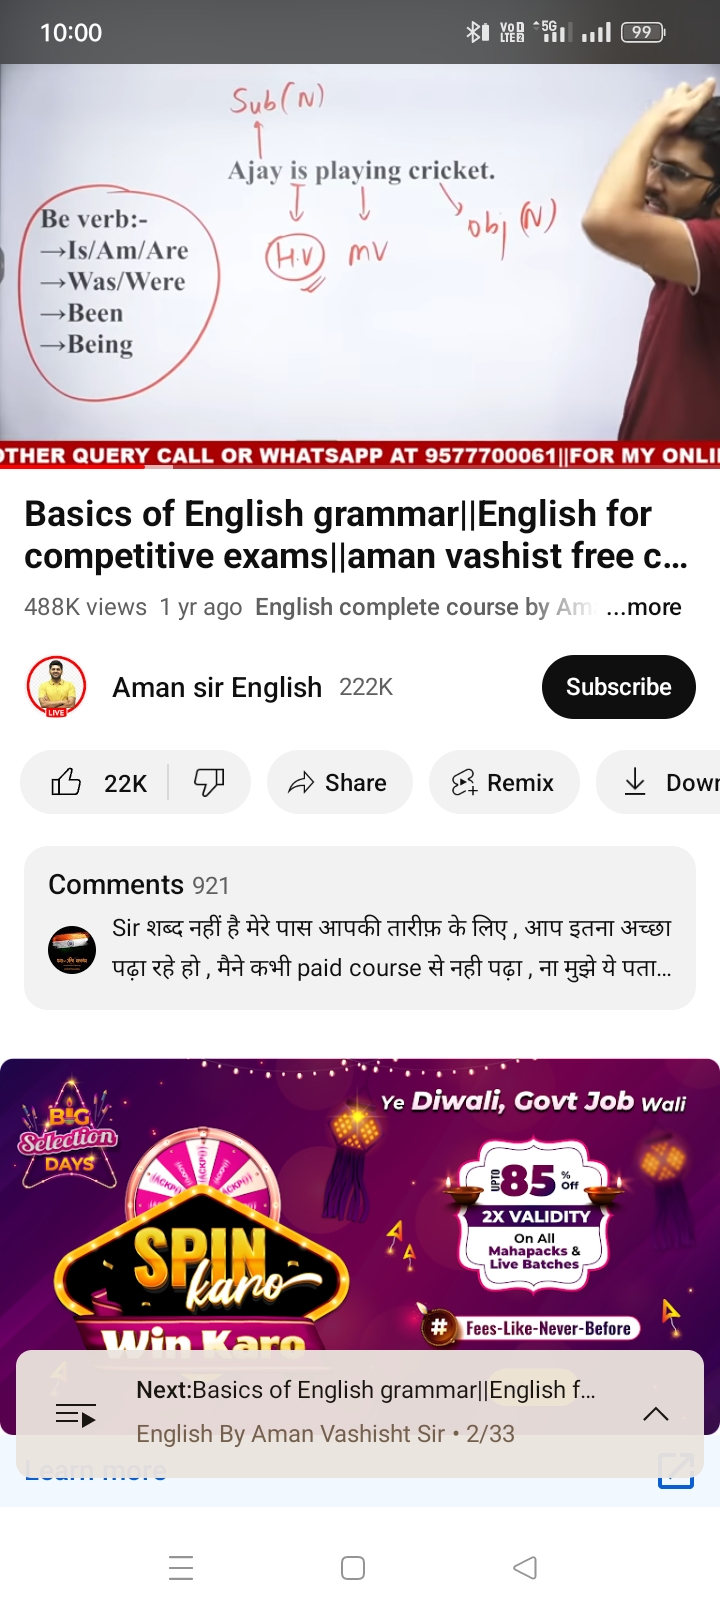 10:00
VoD LTE2
5G
99
Sub(N)
Ajay is playing cricket.
H.V MV Obj (N)
Be verb:-
→Is/Am/Are
→Was/Were
→Been
→Being
OTHER QUERY CALL OR WHATSAPP AT 9577700061||FOR MY ONLI
Basics of English grammar||English for
competitive exams||aman vashist free c...
488K views 1 yr ago English complete course by Am ...more
LIVE
Aman sir English 222K
Subscribe
22K
Share
Remix
Down
Comments 921
Sir शब्द नहीं है मेरे पास आपकी तारीफ़ के लिए , आप इतना अच्छा
पढ़ा रहे हो , मैने कभी paid course से नही पढ़ा , ना मुझे ये पता...
BIG
Selection
DAYS
Ye Diwali, Govt Job Wali
JACKPOT
JACKPOT
JACKPOT
SPIN
karo
Win Karo
UPTO 85% Off
2X VALIDITY
On All
Mahapacks &
Live Batches
# Fees-Like-Never-Before
Next:Basics of English grammar||English f...
English By Aman Vashisht Sir • 2/33
Learn more